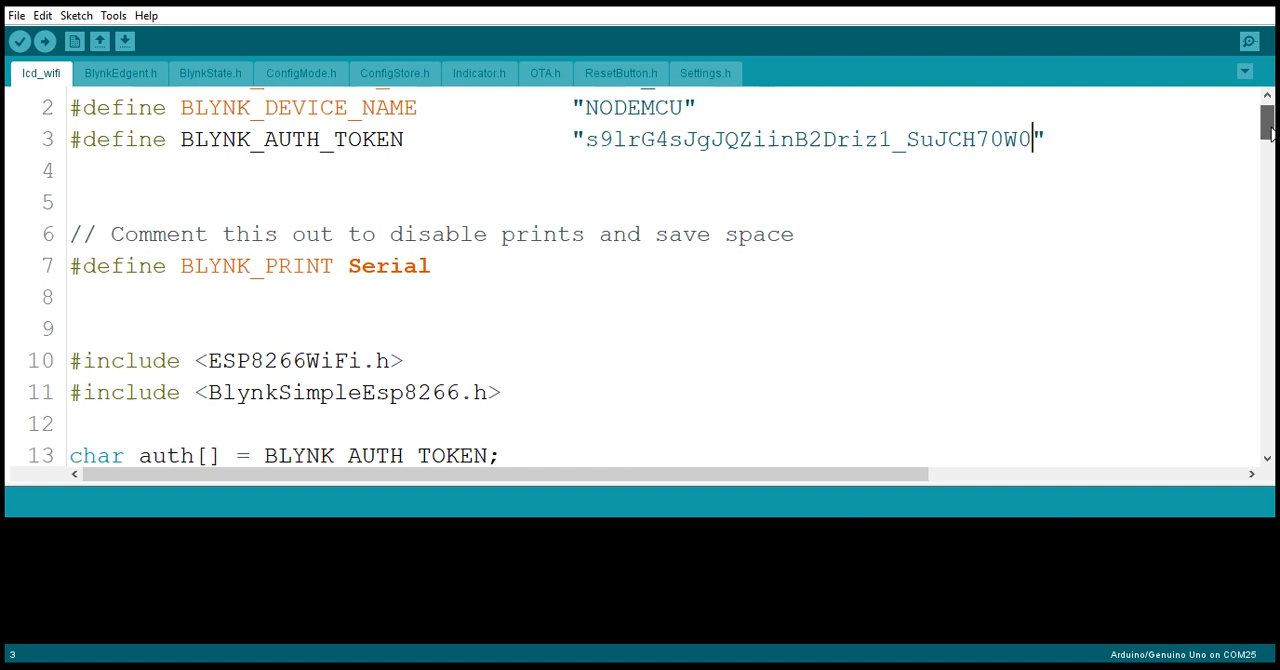 File Edit Sketch Tools Help
lcd_wifi BlynkEdgent.h BlynkState.h ConfigMode.h ConfigStore.h Indicator.h OTA.h ResetButton.h Settings.h
2 #define BLYNK_DEVICE_NAME "NODEMCU"
3 #define BLYNK_AUTH_TOKEN "s9lrG4sJgJQZiinB2Driz1_SuJCH70W0"
4
5
6 // Comment this out to disable prints and save space
7 #define BLYNK_PRINT Serial
8
9
10 #include <ESP8266WiFi.h>
11 #include <BlynkSimpleEsp8266.h>
12
13 char auth[] = BLYNK_AUTH_TOKEN;
3 Arduino/Genuino Uno on COM25